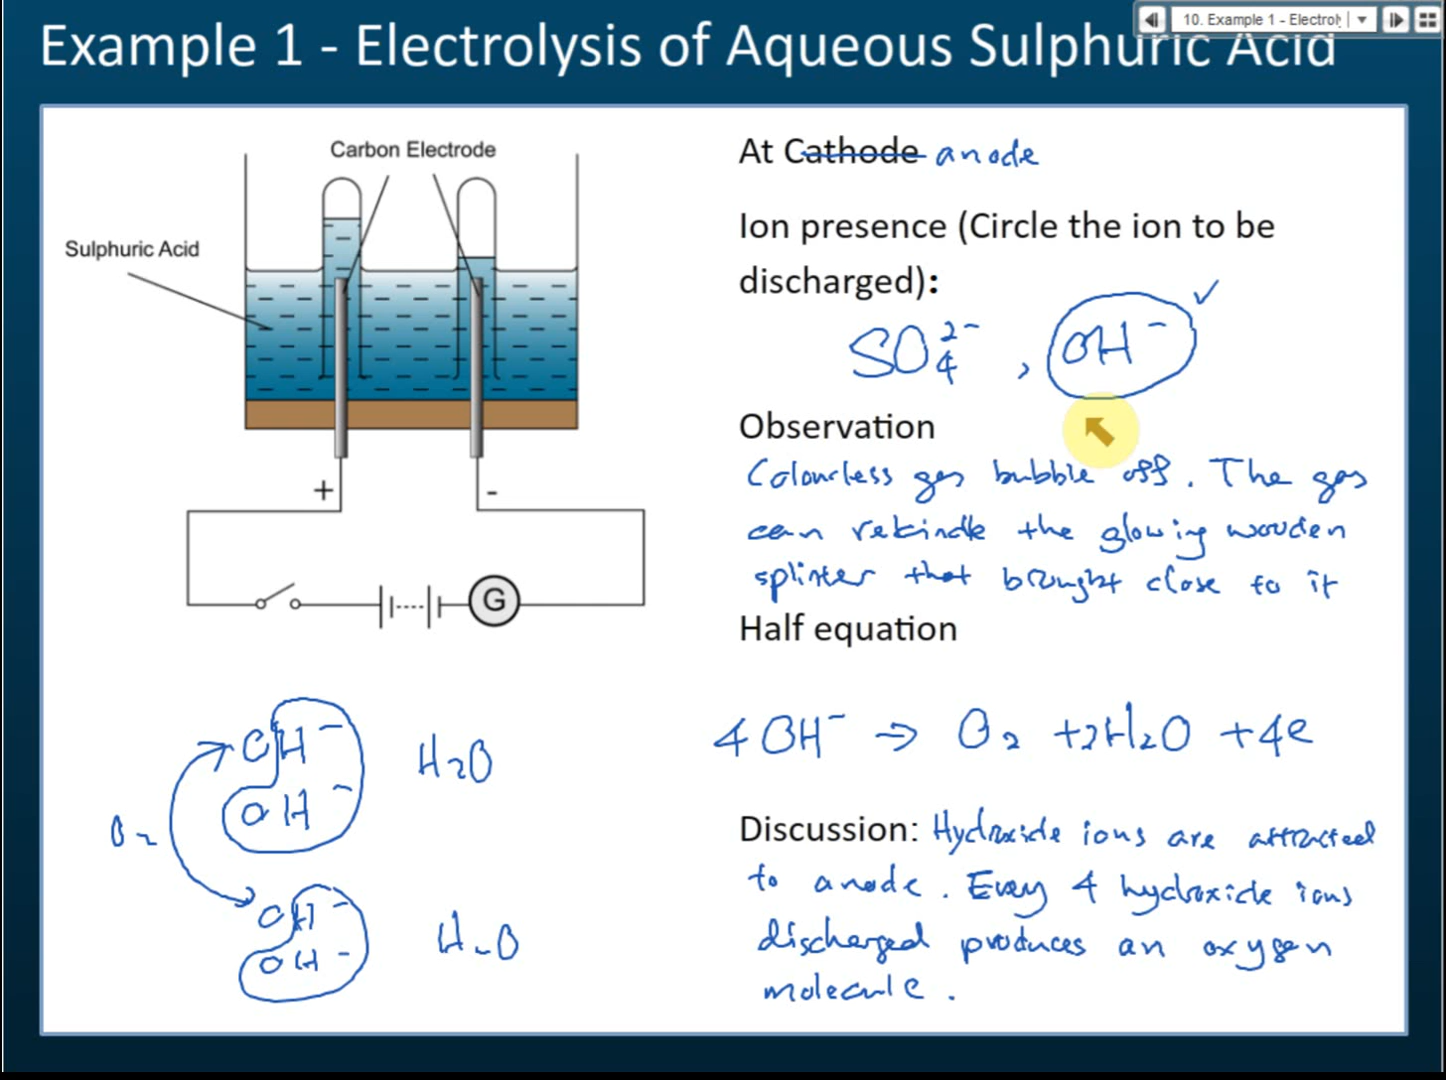 10. Example 1 - Electrol
Example 1 - Electrolysis of Aqueous Sulphuric Acid
Carbon Electrode
Sulphuric Acid
+
-
G
At Cathode anode
Ion presence (Circle the ion to be
discharged):
SO₄²⁻ , OH⁻ ✓
Observation
Colourless gas bubble off. The gas
can rekindle the glowing wooden
splinter that brought close to it
Half equation
4OH⁻ → O₂ + 2H₂O + 4e
Discussion: Hydroxide ions are attracted
to anode. Every 4 hydroxide ions
discharged produces an oxygen
molecule.
OH⁻ H₂O
OH⁻
O₂
OH⁻ H₂O
OH⁻